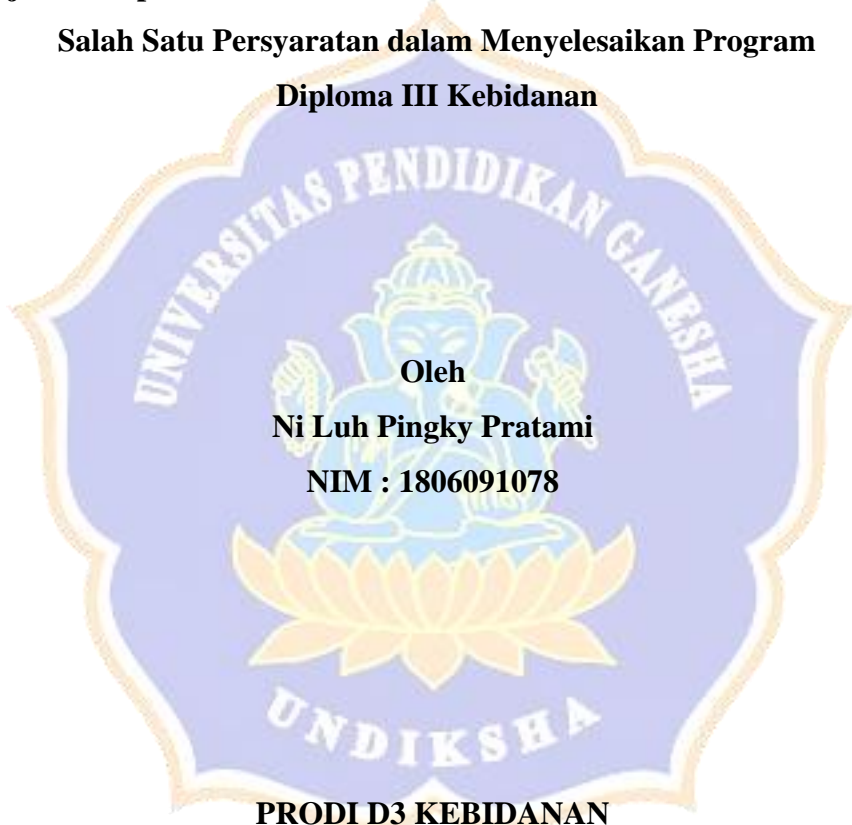 Salah Satu Persyaratan dalam Menyelesaikan Program
Diploma III Kebidanan
UNIVERSITAS PENDIDIKAN GANESHA
Oleh
Ni Luh Pingky Pratami
NIM : 1806091078
UNDIKSHA
PRODI D3 KEBIDANAN